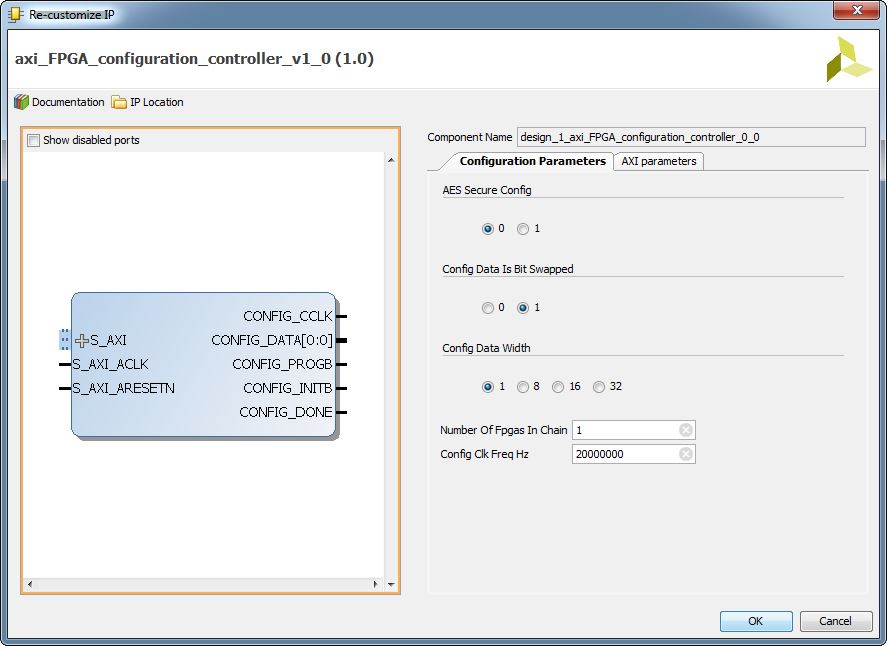 Re-customize IP
axi_FPGA_configuration_controller_v1_0 (1.0)
Documentation IP Location
Show disabled ports
S_AXI
S_AXI_ACLK
S_AXI_ARESETN
CONFIG_CCLK
CONFIG_DATA[0:0]
CONFIG_PROGB
CONFIG_INITB
CONFIG_DONE
Component Name design_1_axi_FPGA_configuration_controller_0_0
Configuration Parameters AXI parameters
AES Secure Config
0 1
Config Data Is Bit Swapped
0 1
Config Data Width
1 8 16 32
Number Of Fpgas In Chain 1
Config Clk Freq Hz 20000000
OK Cancel